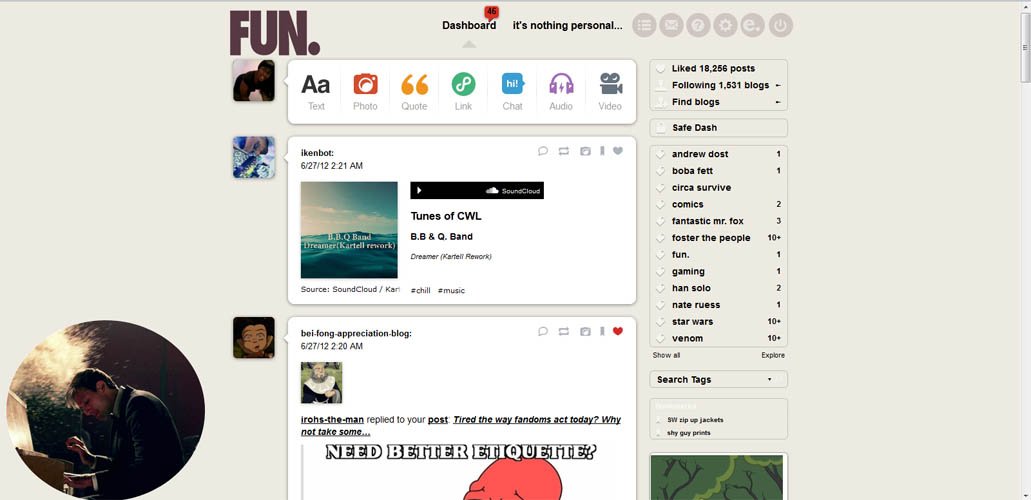 FUN.
46
Dashboard
it's nothing personal...
Aa
hi!
Text
Photo
Quote
Link
Chat
Audio
Video
ikenbot:
6/27/12 2:21 AM
B.B.Q Band
Dreamer(Kartell rework)
SoundCloud
Tunes of CWL
B.B & Q. Band
Dreamer (Kartell Rework)
Source: SoundCloud / Karl
#chill #music
bei-fong-appreciation-blog:
6/27/12 2:20 AM
irohs-the-man replied to your post: Tired the way fandoms act today? Why
not take some…
NEED BETTER ETIQUETTE?
Liked 18,256 posts
Following 1,531 blogs
Find blogs
Safe Dash
andrew dost 1
boba fett 1
circa survive
comics 2
fantastic mr. fox 3
foster the people 10+
fun. 1
gaming 1
han solo 2
nate ruess 1
star wars 10+
venom 10+
Show all Explore
Search Tags
Bookmarks
SW zip up jackets
shy guy prints